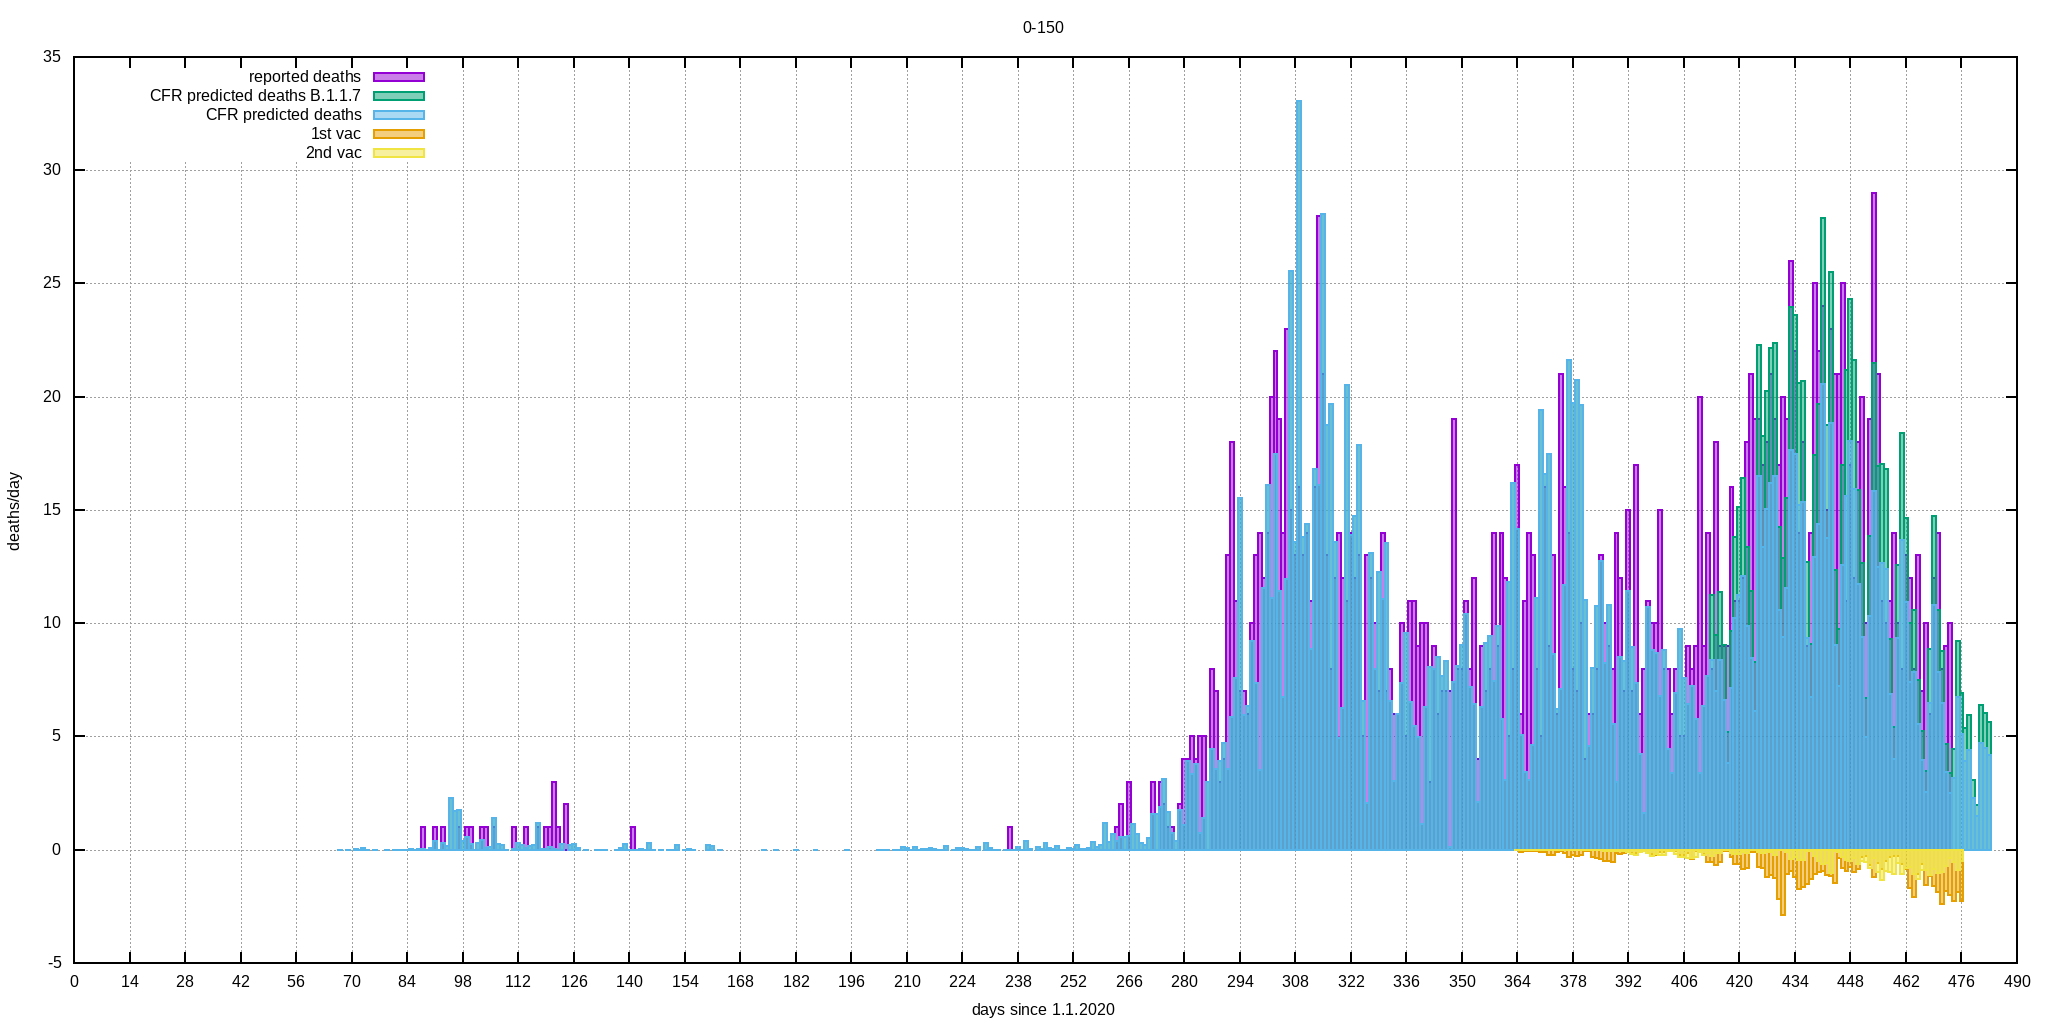 0-150
reported deaths
CFR predicted deaths B.1.1.7
CFR predicted deaths
1st vac
2nd vac
35
30
25
20
15
10
5
0
-5
deaths/day
0 14 28 42 56 70 84 98 112 126 140 154 168 182 196 210 224 238 252 266 280 294 308 322 336 350 364 378 392 406 420 434 448 462 476 490
days since 1.1.2020